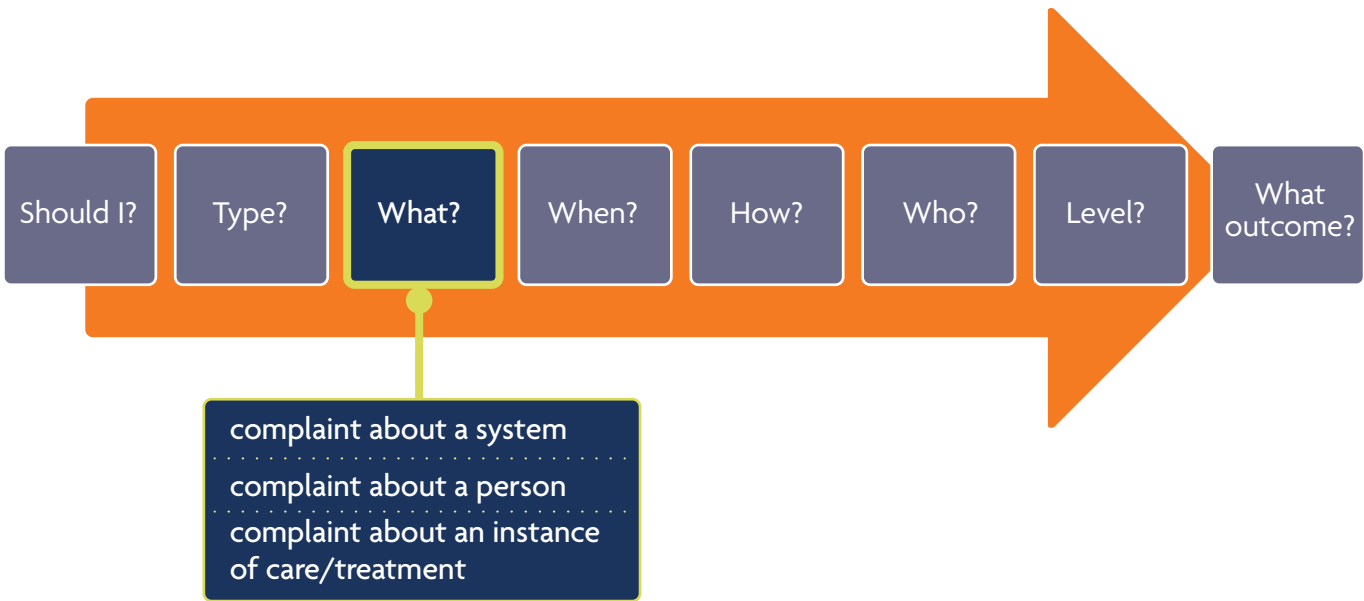 Should I?
Type?
What?
When?
How?
Who?
Level?
What
outcome?
complaint about a system
complaint about a person
complaint about an instance
of care/treatment